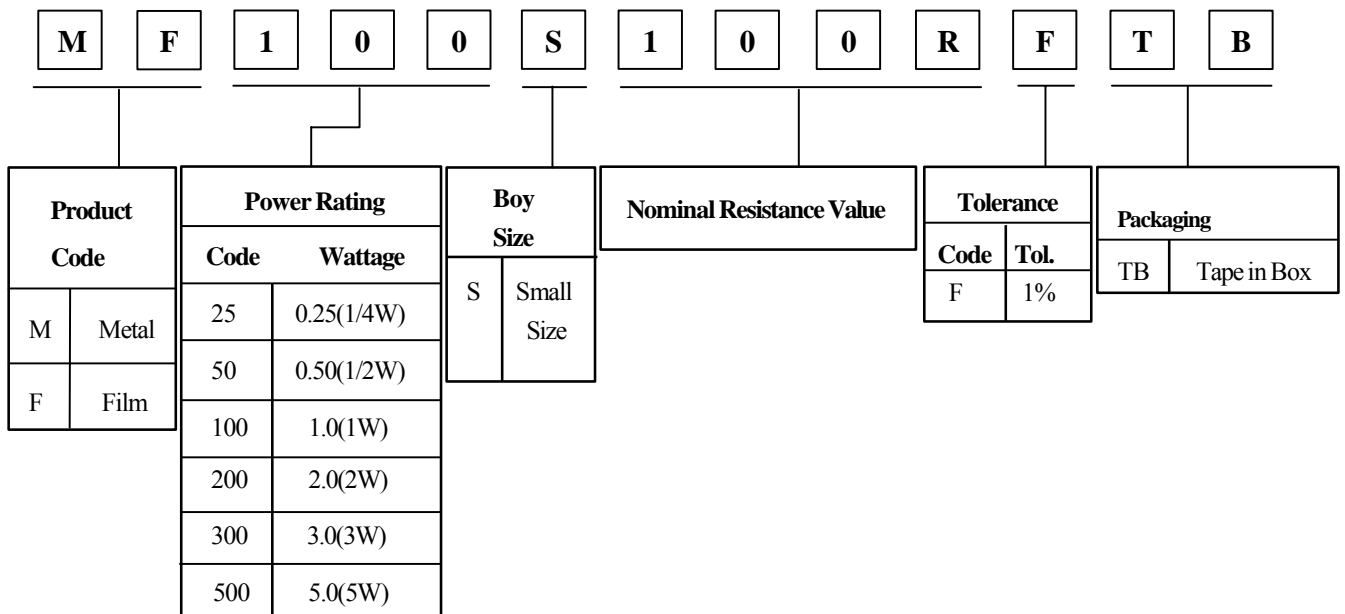 M F 1 0 0 S 1 0 0 R F T B
Product
Code
M Metal
F Film
Power Rating
Code Wattage
25 0.25(1/4W)
50 0.50(1/2W)
100 1.0(1W)
200 2.0(2W)
300 3.0(3W)
500 5.0(5W)
Boy
Size
S Small
Size
Nominal Resistance Value
Tolerance
Code Tol.
F 1%
Packaging
TB Tape in Box